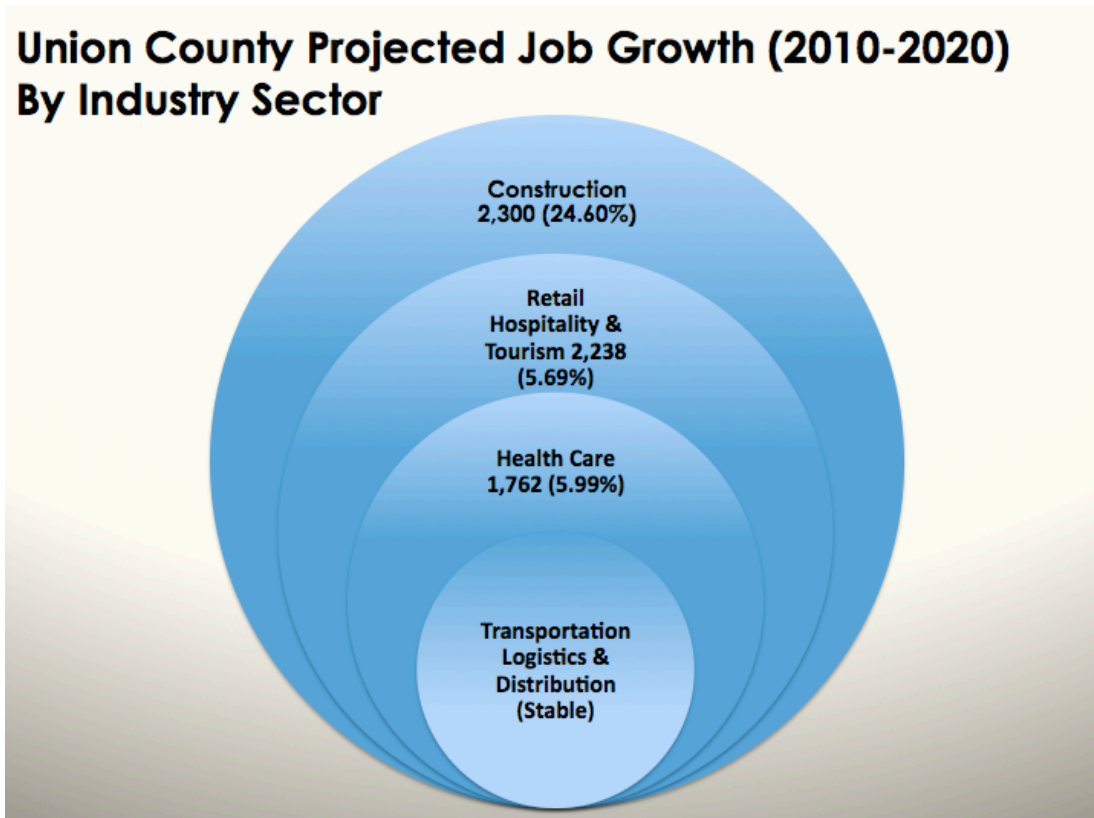 Union County Projected Job Growth (2010-2020)
By Industry Sector
Construction
2,300 (24.60%)
Retail
Hospitality &
Tourism 2,238
(5.69%)
Health Care
1,762 (5.99%)
Transportation
Logistics &
Distribution
(Stable)